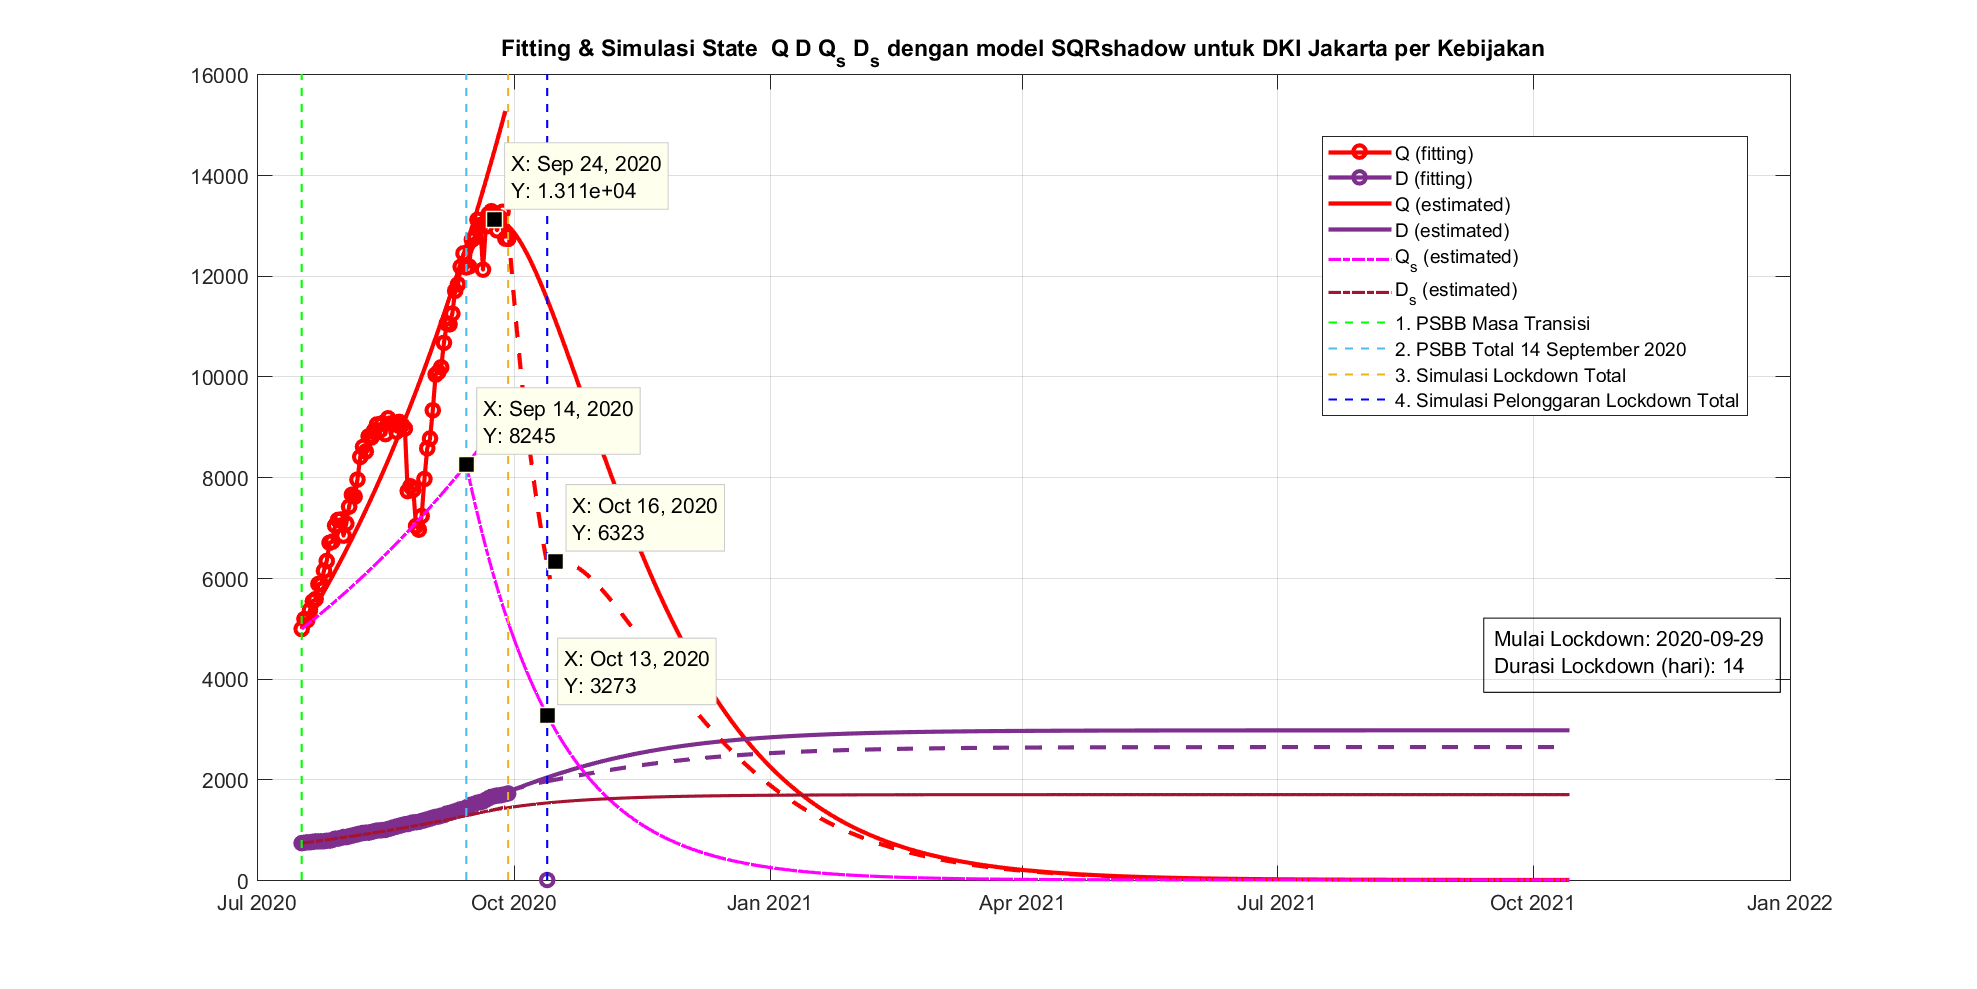 Fitting & Simulasi State Q D Qs Ds dengan model SQRshadow untuk DKI Jakarta per Kebijakan
16000
14000
12000
10000
8000
6000
4000
2000
0
X: Sep 24, 2020
Y: 1.311e+04
X: Sep 14, 2020
Y: 8245
X: Oct 16, 2020
Y: 6323
X: Oct 13, 2020
Y: 3273
Q (fitting)
D (fitting)
Q (estimated)
D (estimated)
Qs (estimated)
Ds (estimated)
1. PSBB Masa Transisi
2. PSBB Total 14 September 2020
3. Simulasi Lockdown Total
4. Simulasi Pelonggaran Lockdown Total
Mulai Lockdown: 2020-09-29
Durasi Lockdown (hari): 14
Jul 2020
Oct 2020
Jan 2021
Apr 2021
Jul 2021
Oct 2021
Jan 2022